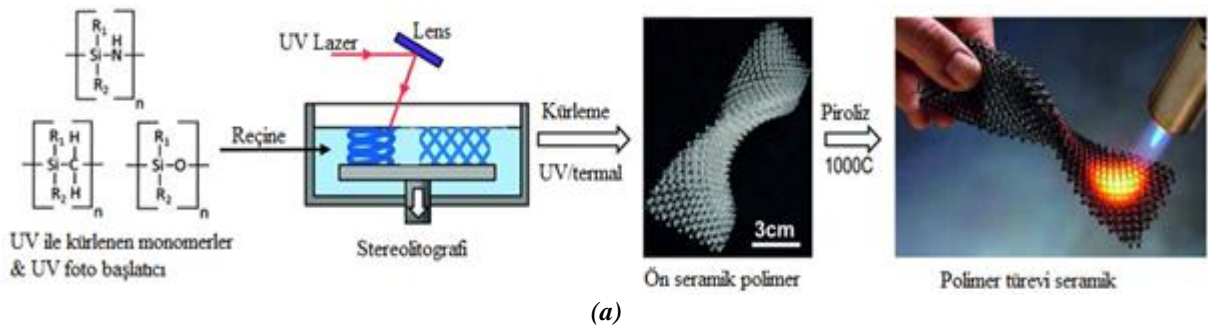 R₁ H
Si N
R₂
n
R₁ H
Si C
R₂ H
n
R₁
Si O
R₂
n
UV ile kürlenen monomerler
& UV foto başlatıcı
Reçine
UV Lazer
Lens
Stereolitografi
Kürleme
UV/termal
3cm
Ön seramik polimer
Piroliz
1000C
Polimer türevi seramik
(a)